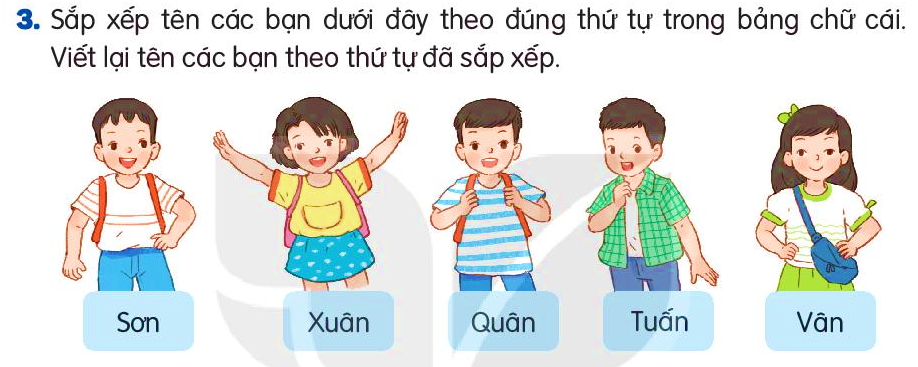 3. Sắp xếp tên các bạn dưới đây theo đúng thứ tự trong bảng chữ cái.
Viết lại tên các bạn theo thứ tự đã sắp xếp.
Sơn
Xuân
Quân
Tuấn
Vân